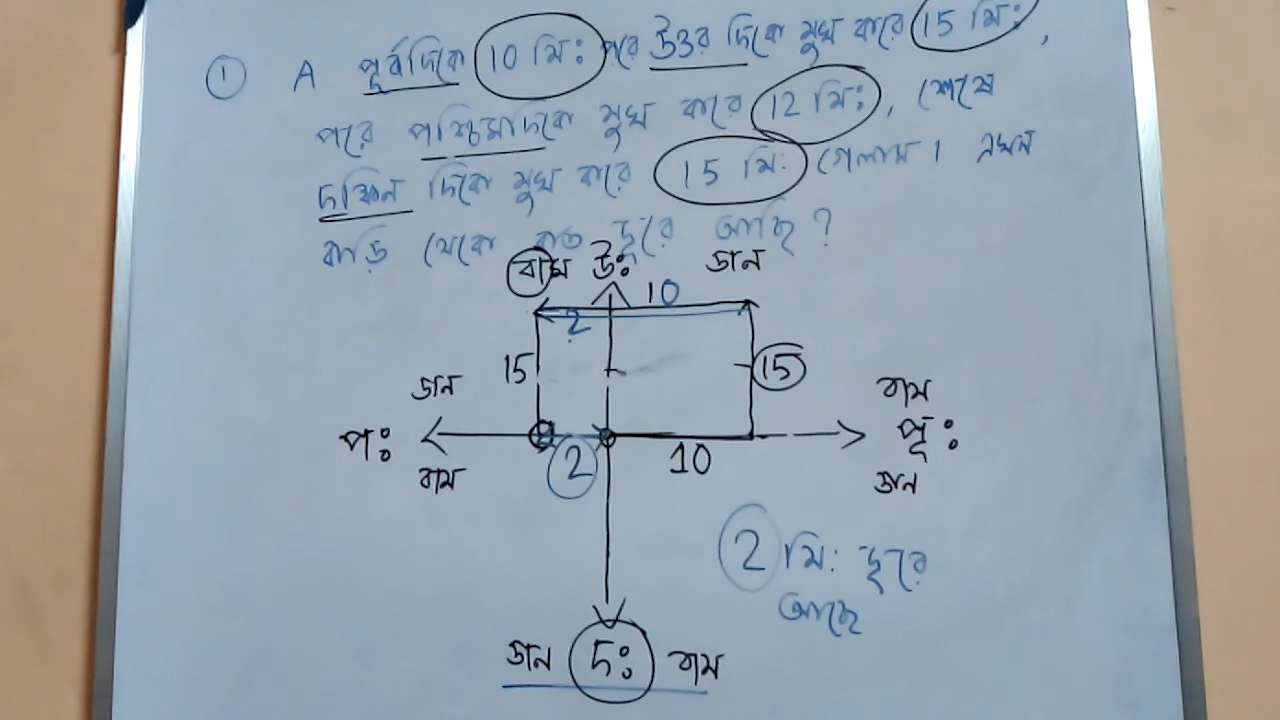 ① A পূর্বদিকে 10 মি: পরে উত্তর দিকে মুখ করে 15 মি:,
পরে পশ্চিমদিকে মুখ করে 12 মি:, শেষে
দক্ষিন দিকে মুখ করে 15 মি: গেলাম। এখন
বাড়ি থেকে কত দূরে আছি?
বাম উ: ডান
10
2
15 15
ডান বাম
প: পূ:
2 10
বাম ডান
2 মি: দূরে
আছে
ডান দ: বাম